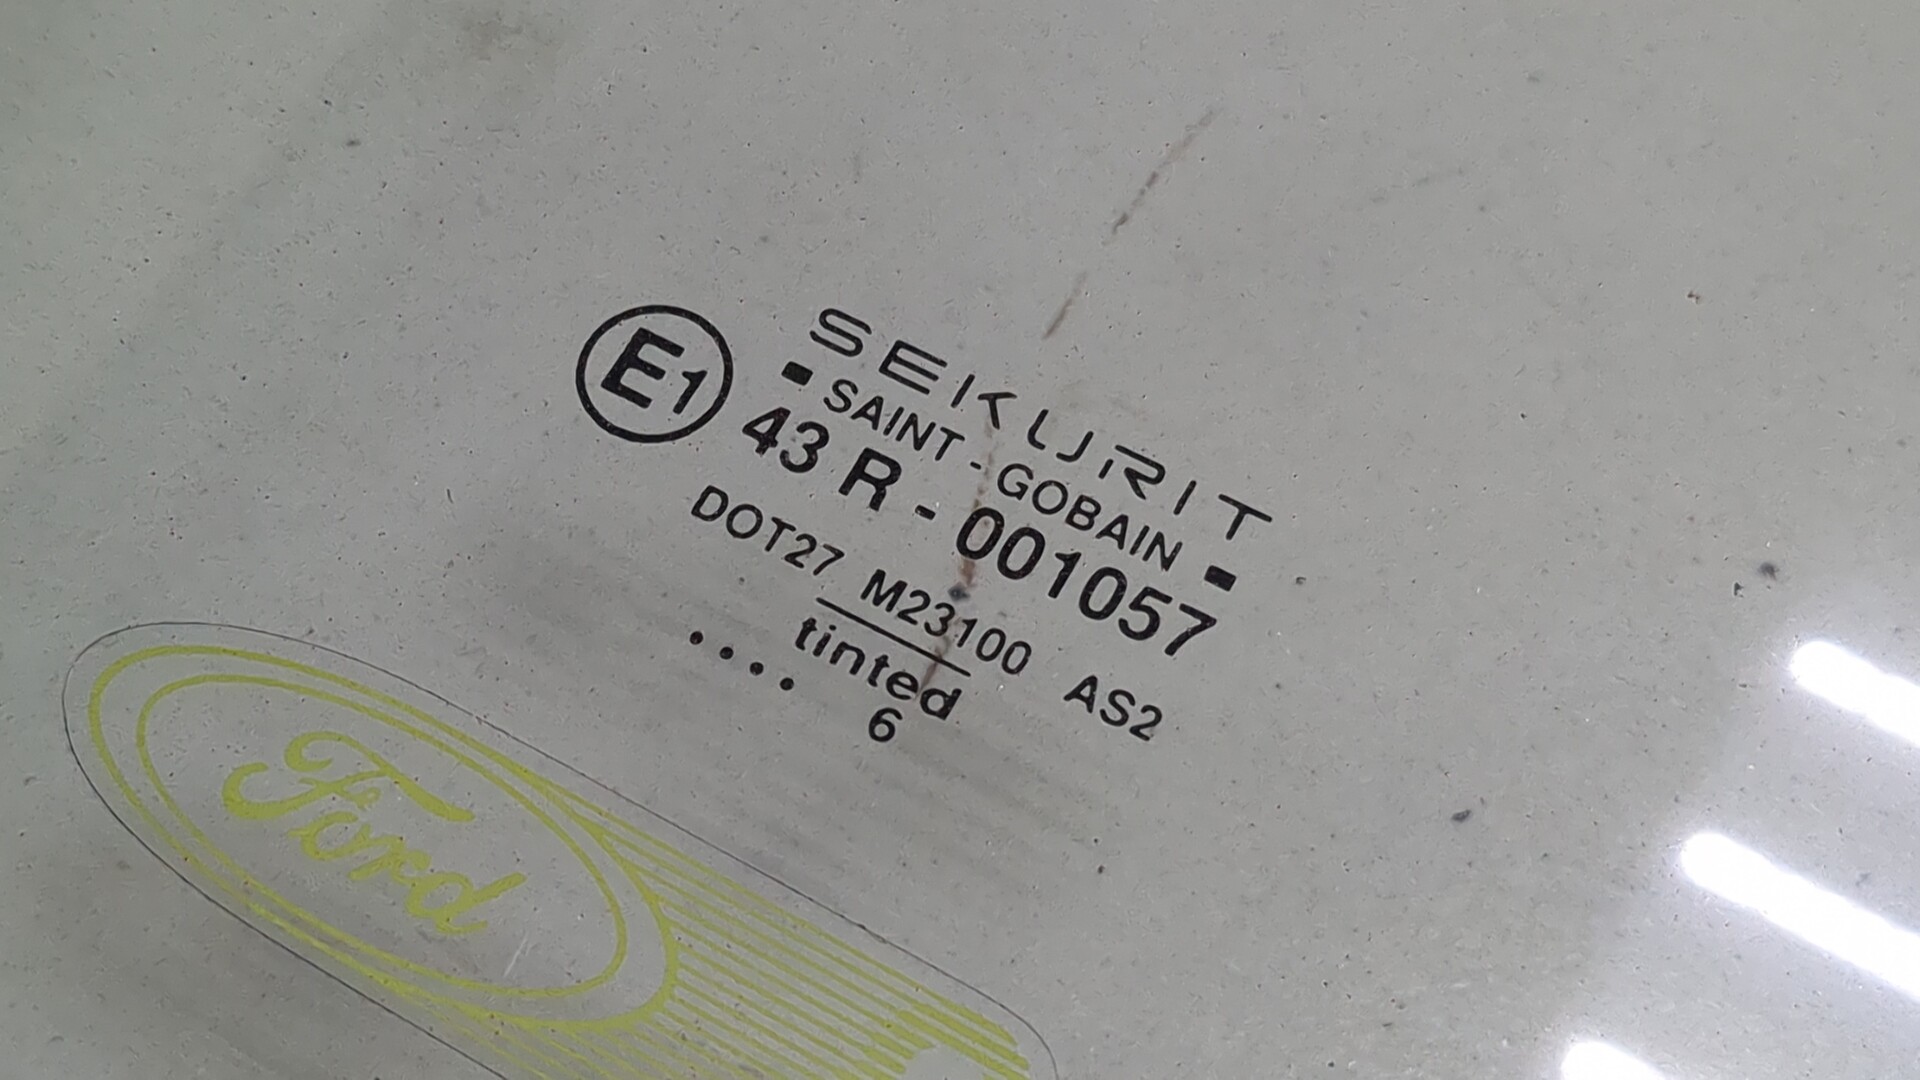 SEKURIT
SAINT-GOBAIN
E1
43 R - 001057
DOT27 M23100 AS2
tinted
.... 6
Ford